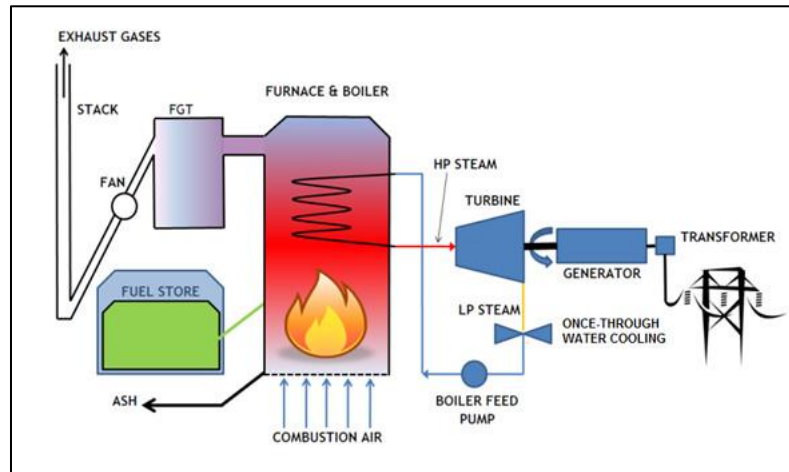 EXHAUST GASES
STACK
FGT
FURNACE & BOILER
FAN
HP STEAM
TURBINE
TRANSFORMER
GENERATOR
FUEL STORE
LP STEAM
ONCE-THROUGH
WATER COOLING
ASH
BOILER FEED
PUMP
COMBUSTION AIR